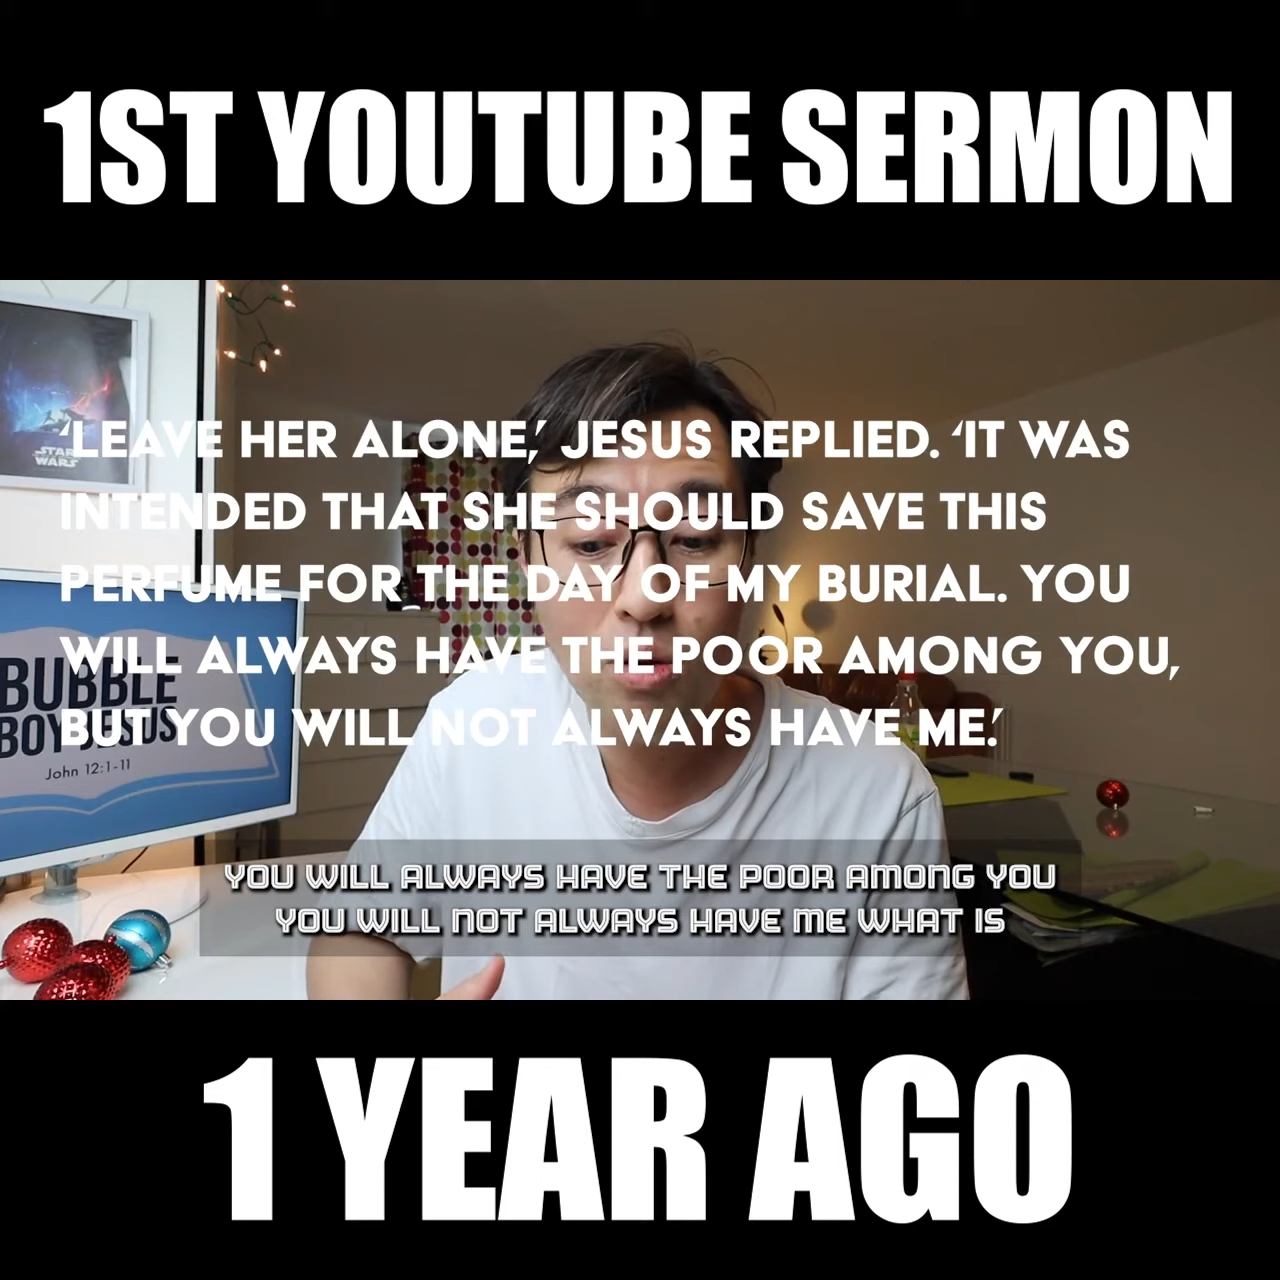 1ST YOUTUBE SERMON
STAR
WARS
'LEAVE HER ALONE,' JESUS REPLIED. 'IT WAS
INTENDED THAT SHE SHOULD SAVE THIS
PERFUME FOR THE DAY OF MY BURIAL. YOU
WILL ALWAYS HAVE THE POOR AMONG YOU,
BUT YOU WILL NOT ALWAYS HAVE ME.'
BUBBLE
BOY JESUS
John 12:1-11
YOU WILL ALWAYS HAVE THE POOR AMONG YOU
YOU WILL NOT ALWAYS HAVE ME WHAT IS
1 YEAR AGO